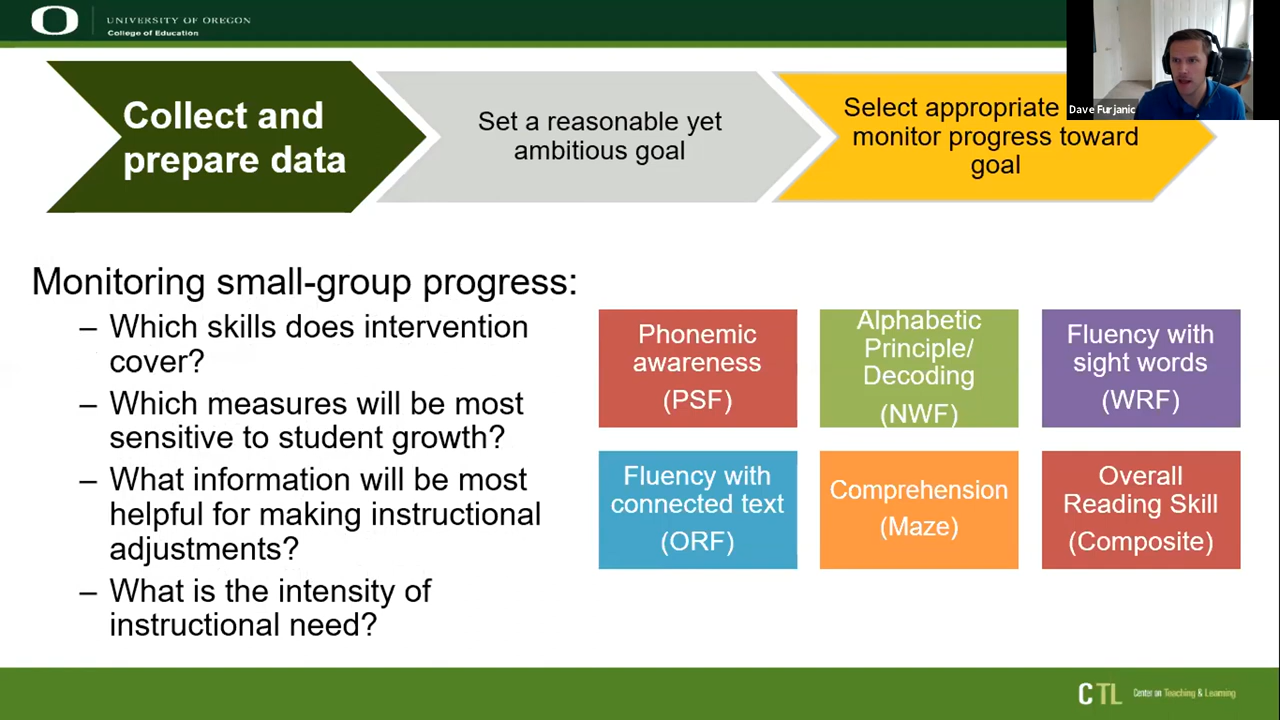 UNIVERSITY OF OREGON
College of Education
Collect and
prepare data
Set a reasonable yet
ambitious goal
Select appropriate
monitor progress toward
goal
Dave Furjanic
Monitoring small-group progress:
– Which skills does intervention
cover?
– Which measures will be most
sensitive to student growth?
– What information will be most
helpful for making instructional
adjustments?
– What is the intensity of
instructional need?
Phonemic
awareness
(PSF)
Alphabetic
Principle/
Decoding
(NWF)
Fluency with
sight words
(WRF)
Fluency with
connected text
(ORF)
Comprehension
(Maze)
Overall
Reading Skill
(Composite)
CTL Center on Teaching & Learning